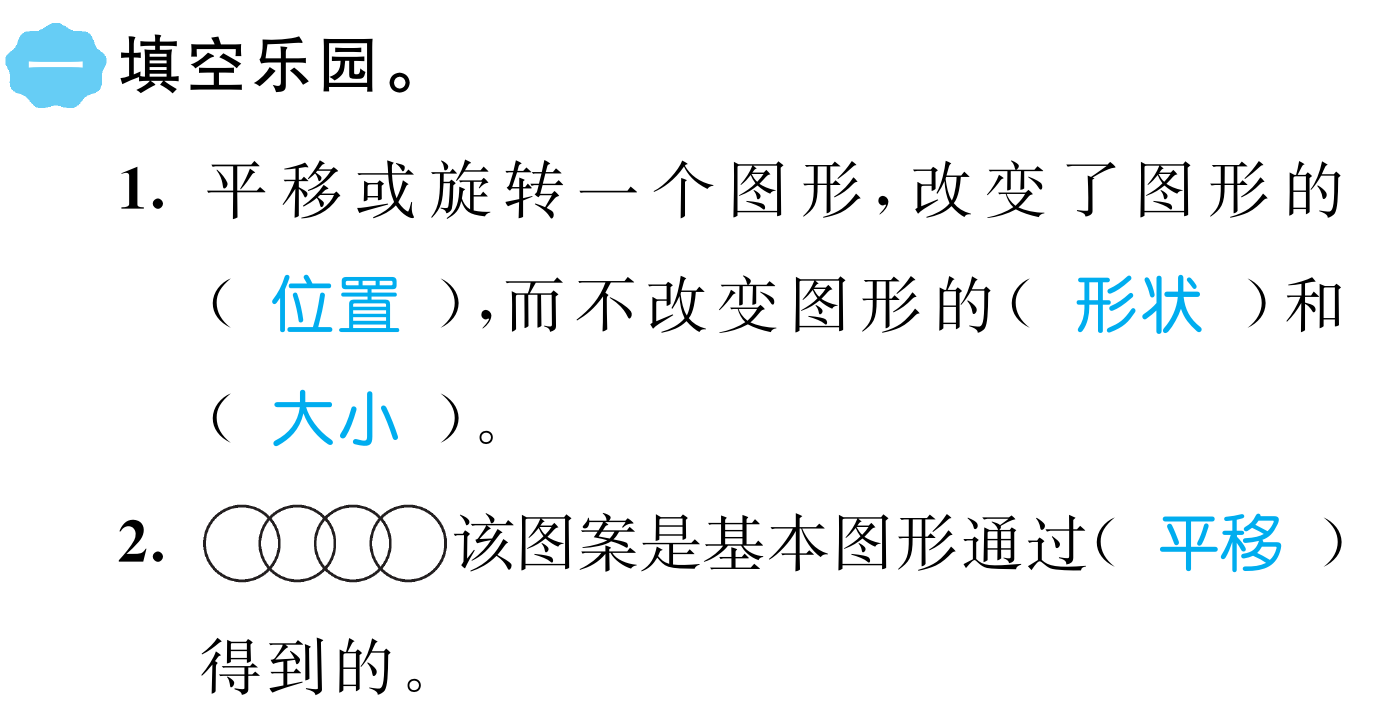 一 填空乐园。
1. 平移或旋转一个图形,改变了图形的
( 位置 ),而不改变图形的( 形状 )和
( 大小 )。
2. 该图案是基本图形通过( 平移 )
得到的。